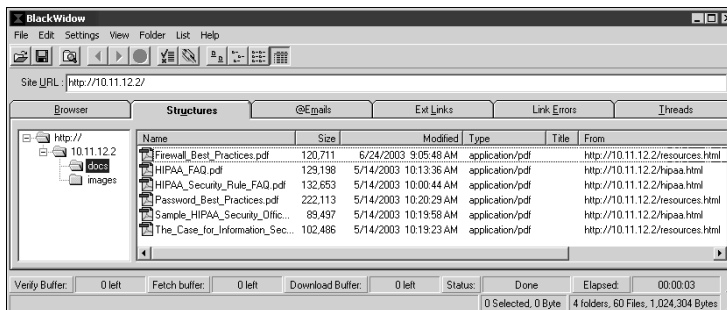 BlackWidow
File Edit Settings View Folder List Help
Site URL : http://10.11.12.2/
Browser Structures @Emails Ext Links Link Errors Threads
http://
10.11.12.2
docs
images
Name Size Modified Type Title From
Firewall_Best_Practices.pdf 120,711 6/24/2003 9:05:48 AM application/pdf http://10.11.12.2/resources.html
HIPAA_FAQ.pdf 129,198 5/14/2003 10:13:36 AM application/pdf http://10.11.12.2/hipaa.html
HIPAA_Security_Rule_FAQ.pdf 132,653 5/14/2003 10:00:44 AM application/pdf http://10.11.12.2/hipaa.html
Password_Best_Practices.pdf 222,113 5/14/2003 10:20:29 AM application/pdf http://10.11.12.2/resources.html
Sample_HIPAA_Security_Offic... 89,497 5/14/2003 10:19:58 AM application/pdf http://10.11.12.2/hipaa.html
The_Case_for_Information_Sec... 102,486 5/14/2003 10:19:23 AM application/pdf http://10.11.12.2/resources.html
Verify Buffer: 0 left Fetch buffer: 0 left Download Buffer: 0 left Status: Done Elapsed: 00:00:03
0 Selected, 0 Byte 4 folders, 60 Files, 1,024,304 Bytes